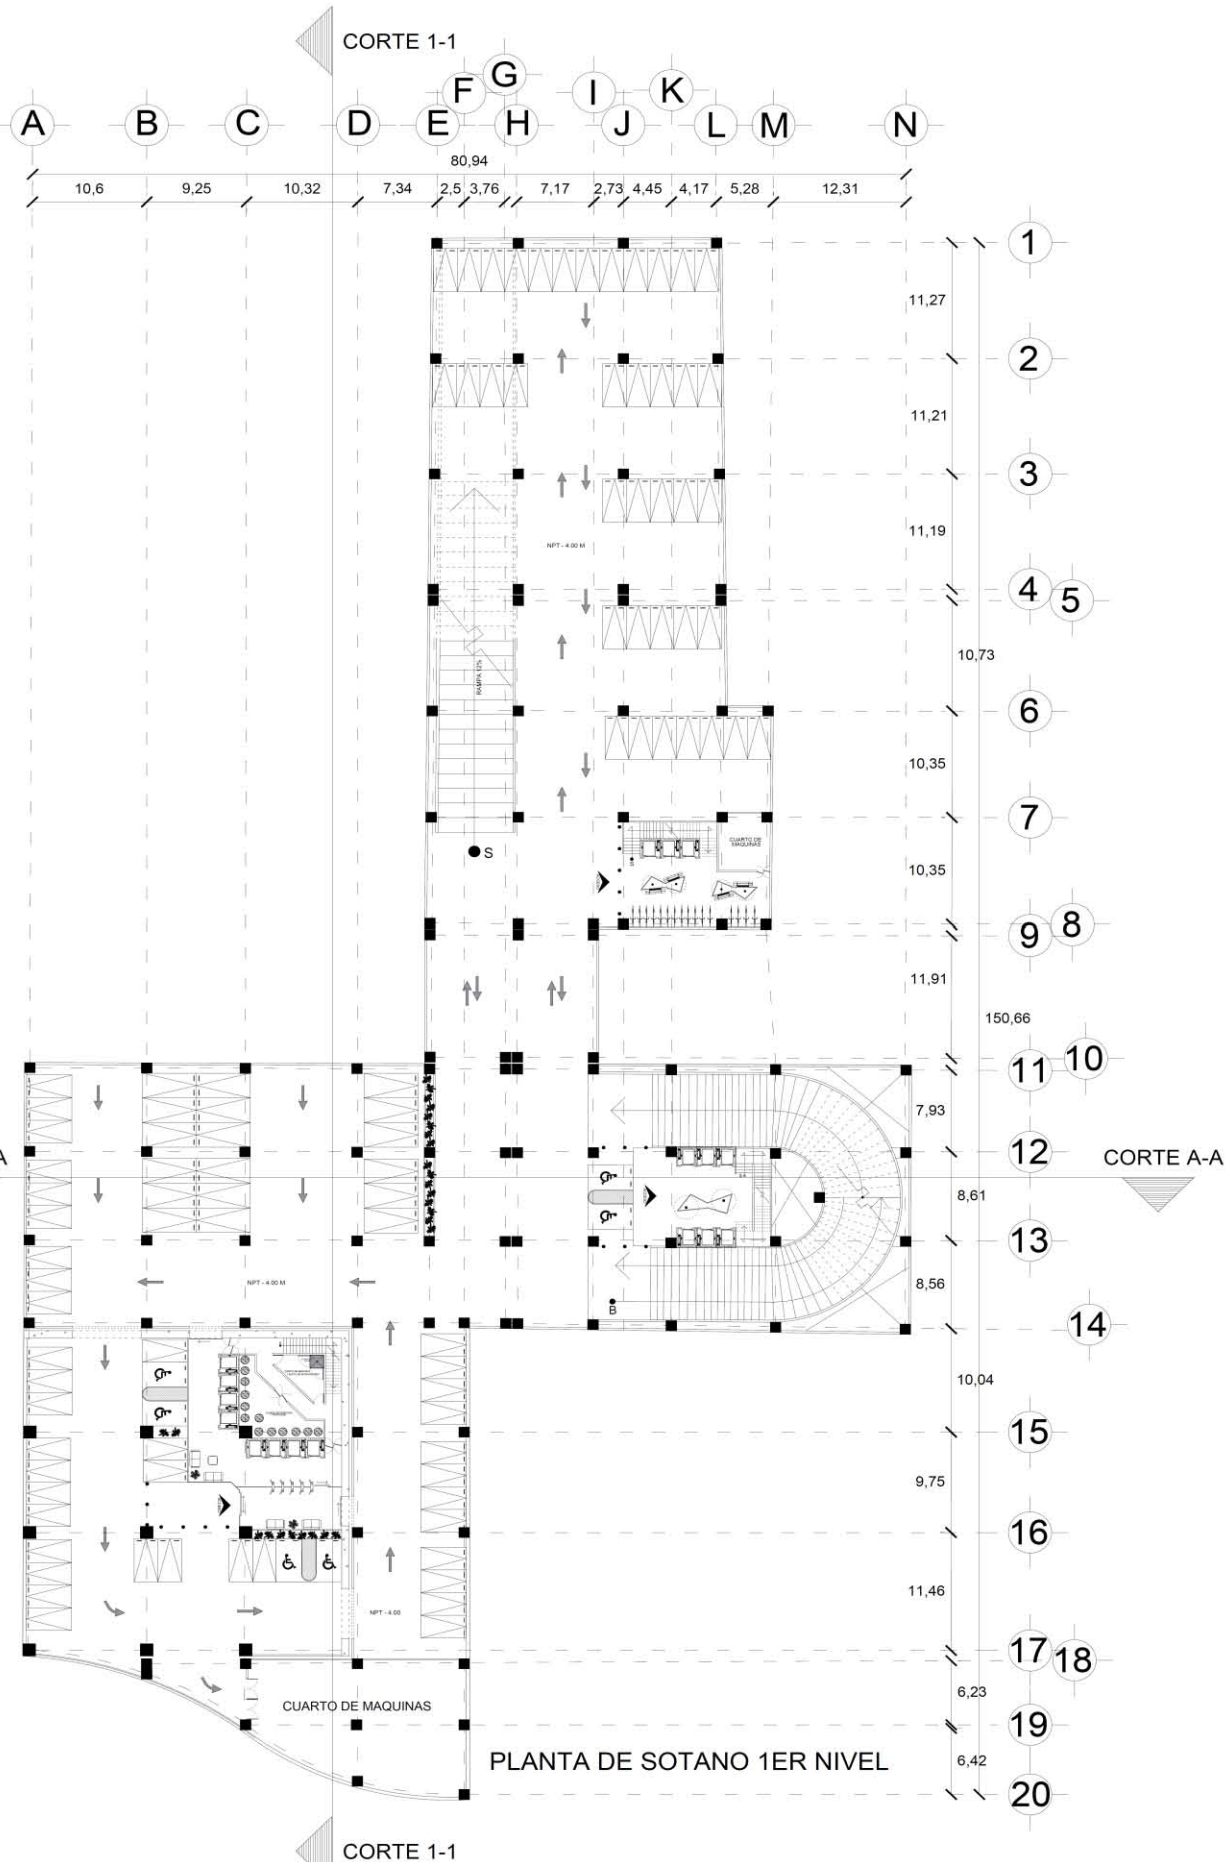 CORTE 1-1
A B C D E F G H I J K L M N
80,94
10,6 9,25 10,32 7,34 2,5 3,76 7,17 2,73 4,45 4,17 5,28 12,31
1
11,27
2
11,21
3
11,19
NPT - 4.00 M
4 5
10,73
RAMPA 12%
6
10,35
7
CUARTO DE
MAQUINAS
S
10,35
8
9
11,91
150,66
10
11
7,93
12
A
CORTE A-A
8,61
13
NPT - 4.00 M
8,56
B
14
10,04
15
9,75
16
11,46
NPT - 4.00
17 18
CUARTO DE MAQUINAS
6,23
19
PLANTA DE SOTANO 1ER NIVEL
6,42
20
CORTE 1-1